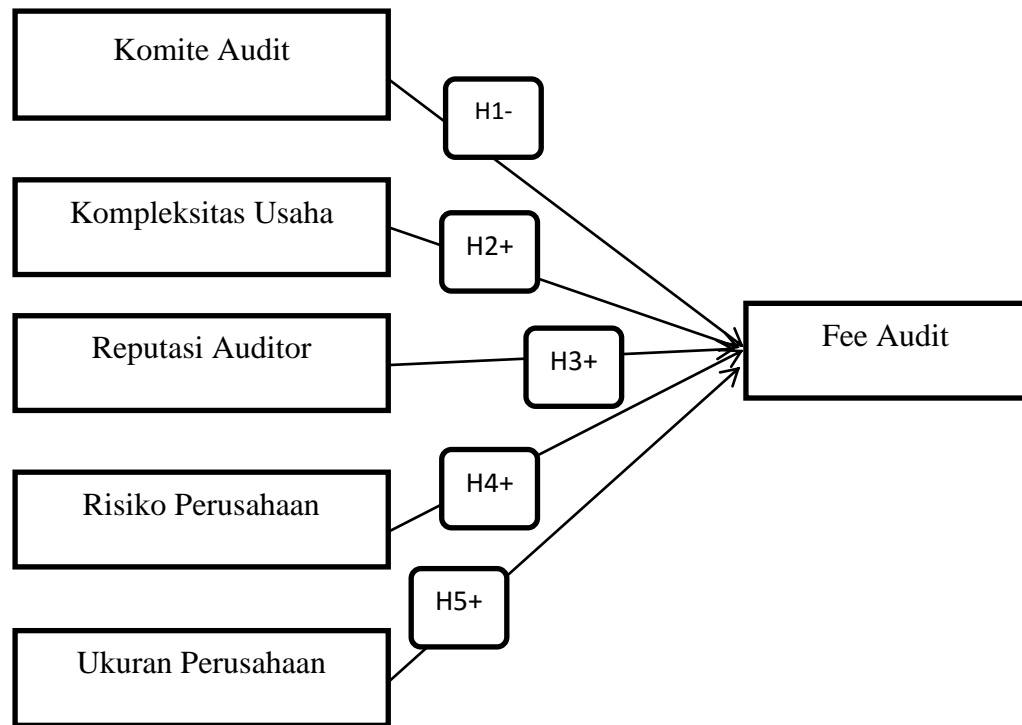 Komite Audit
H1-
Kompleksitas Usaha
H2+
Reputasi Auditor
H3+
Fee Audit
Risiko Perusahaan
H4+
H5+
Ukuran Perusahaan